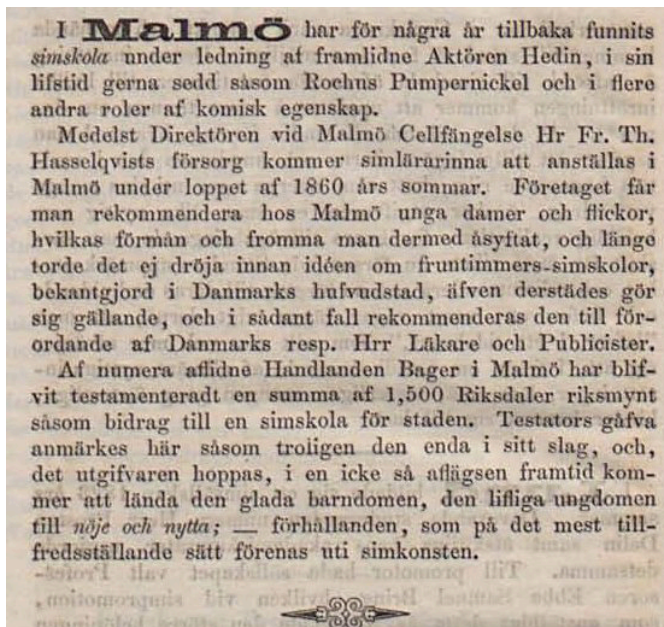 I Malmö har för några år tillbaka funnits
simskola under ledning af framlidne Aktören Hedin, i sin
lifstid gerna sedd såsom Rochus Pumpernickel och i flere
andra roler af komisk egenskap.
Medelst Direktören vid Malmö Cellfängelse Hr Fr. Th.
Hasselqvists försorg kommer simlärarinna att anställas i
Malmö under loppet af 1860 års sommar. Företaget får
man rekommendera hos Malmö unga damer och flickor,
hvilkas förmån och fromma man dermed åsyftat, och länge
torde det ej dröja innan idéen om fruntimmers-simskolor,
bekantgjord i Danmarks hufvudstad, äfven derstädes gör
sig gällande, och i sådant fall rekommenderas den till för-
ordande af Danmarks resp. Hrr Läkare och Publicister.
Af numera aflidne Handlanden Bager i Malmö har blif-
vit testamenteradt en summa af 1,500 Riksdaler riksmynt
såsom bidrag till en simskola för staden. Testators gåfva
anmärkes här såsom troligen den enda i sitt slag, och,
det utgifvaren hoppas, i en icke så aflägsen framtid kom-
mer att lända den glada barndomen, den lifliga ungdomen
till nöje och nytta; — förhållanden, som på det mest till-
fredsställande sätt förenas uti simkonsten.